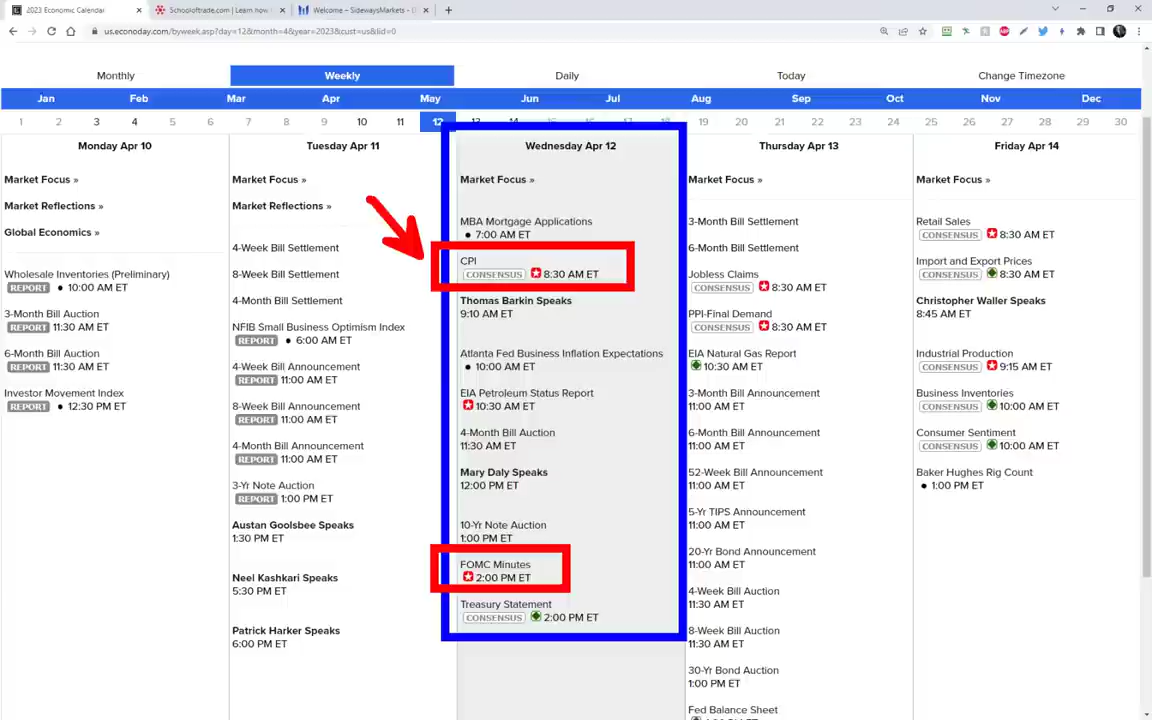 2023 Economic Calendar
Schooloftrade.com | Learn how
Welcome – SidewaysMarkets - D
us.econoday.com/byweek.asp?day=12&month=4&year=2023&cust=us&lid=0
Monthly
Weekly
Daily
Today
Change Timezone
Jan Feb Mar Apr May Jun Jul Aug Sep Oct Nov Dec
1 2 3 4 5 6 7 8 9 10 11 12 13 14 15 16 17 18 19 20 21 22 23 24 25 26 27 28 29 30
Monday Apr 10
Market Focus »
Market Reflections »
Global Economics »
Wholesale Inventories (Preliminary)
REPORT • 10:00 AM ET
3-Month Bill Auction
REPORT 11:30 AM ET
6-Month Bill Auction
REPORT 11:30 AM ET
Investor Movement Index
REPORT • 12:30 PM ET
Tuesday Apr 11
Market Focus »
Market Reflections »
4-Week Bill Settlement
8-Week Bill Settlement
4-Month Bill Settlement
NFIB Small Business Optimism Index
REPORT • 6:00 AM ET
4-Week Bill Announcement
REPORT 11:00 AM ET
8-Week Bill Announcement
REPORT 11:00 AM ET
4-Month Bill Announcement
REPORT 11:00 AM ET
3-Yr Note Auction
REPORT 1:00 PM ET
Austan Goolsbee Speaks
1:30 PM ET
Neel Kashkari Speaks
5:30 PM ET
Patrick Harker Speaks
6:00 PM ET
Wednesday Apr 12
Market Focus »
MBA Mortgage Applications
• 7:00 AM ET
CPI
CONSENSUS 8:30 AM ET
Thomas Barkin Speaks
9:10 AM ET
Atlanta Fed Business Inflation Expectations
• 10:00 AM ET
EIA Petroleum Status Report
10:30 AM ET
4-Month Bill Auction
11:30 AM ET
Mary Daly Speaks
12:00 PM ET
10-Yr Note Auction
1:00 PM ET
FOMC Minutes
2:00 PM ET
Treasury Statement
CONSENSUS 2:00 PM ET
Thursday Apr 13
Market Focus »
3-Month Bill Settlement
6-Month Bill Settlement
Jobless Claims
CONSENSUS 8:30 AM ET
PPI-Final Demand
CONSENSUS 8:30 AM ET
EIA Natural Gas Report
10:30 AM ET
3-Month Bill Announcement
11:00 AM ET
6-Month Bill Announcement
11:00 AM ET
52-Week Bill Announcement
11:00 AM ET
5-Yr TIPS Announcement
11:00 AM ET
20-Yr Bond Announcement
11:00 AM ET
4-Week Bill Auction
11:30 AM ET
8-Week Bill Auction
11:30 AM ET
30-Yr Bond Auction
1:00 PM ET
Fed Balance Sheet
Friday Apr 14
Market Focus »
Retail Sales
CONSENSUS 8:30 AM ET
Import and Export Prices
CONSENSUS 8:30 AM ET
Christopher Waller Speaks
8:45 AM ET
Industrial Production
CONSENSUS 9:15 AM ET
Business Inventories
CONSENSUS 10:00 AM ET
Consumer Sentiment
CONSENSUS 10:00 AM ET
Baker Hughes Rig Count
• 1:00 PM ET